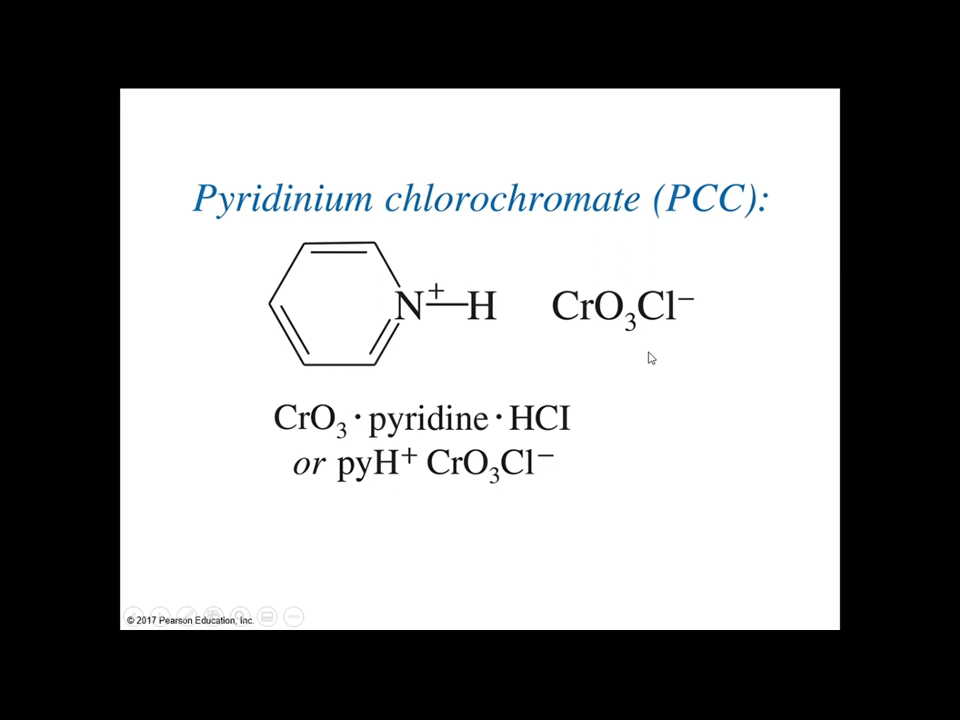 Pyridinium chlorochromate (PCC):
N⁺—H CrO₃Cl⁻
CrO₃ · pyridine · HCl
or pyH⁺ CrO₃Cl⁻
© 2017 Pearson Education, Inc.